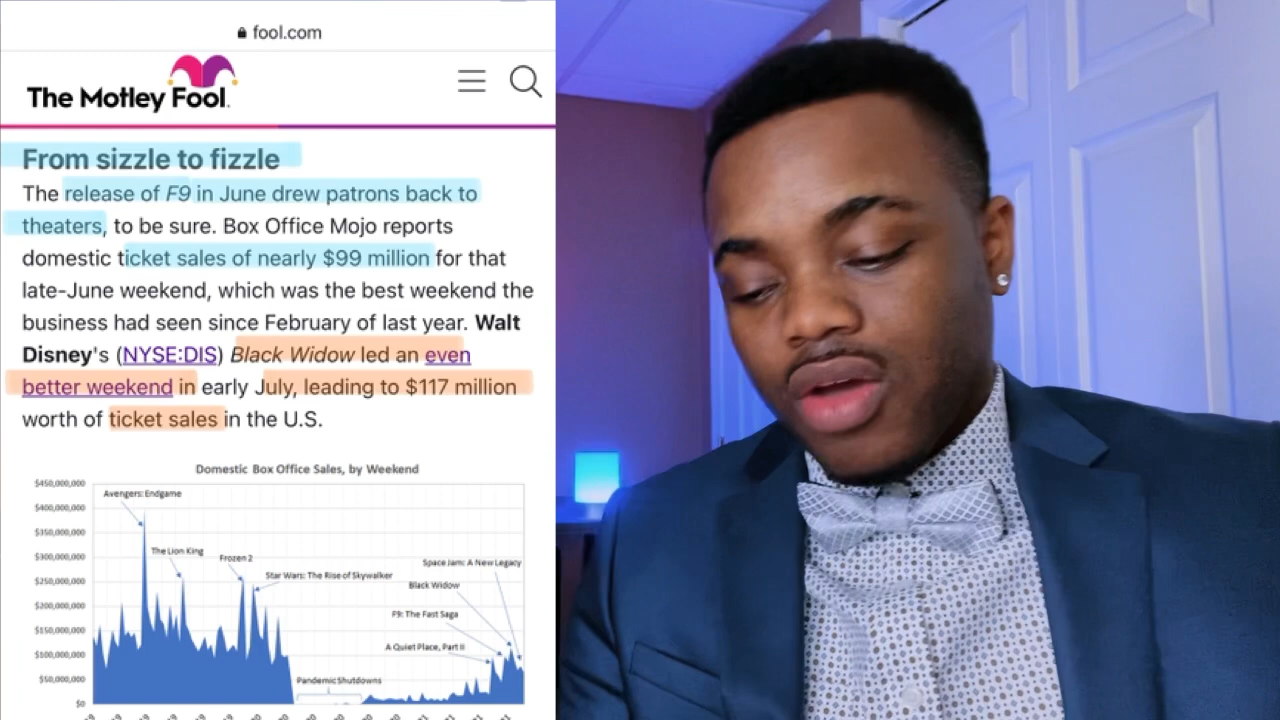 fool.com
The Motley Fool.
From sizzle to fizzle
The release of F9 in June drew patrons back to
theaters, to be sure. Box Office Mojo reports
domestic ticket sales of nearly $99 million for that
late-June weekend, which was the best weekend the
business had seen since February of last year. Walt
Disney's (NYSE:DIS) Black Widow led an even
better weekend in early July, leading to $117 million
worth of ticket sales in the U.S.
Domestic Box Office Sales, by Weekend
$450,000,000
Avengers: Endgame
$400,000,000
$350,000,000
The Lion King
Frozen 2
$300,000,000
Space Jam: A New Legacy
Star Wars: The Rise of Skywalker
$250,000,000
Black Widow
$200,000,000
F9: The Fast Saga
$150,000,000
A Quiet Place, Part II
$100,000,000
Pandemic Shutdowns
$50,000,000
$0